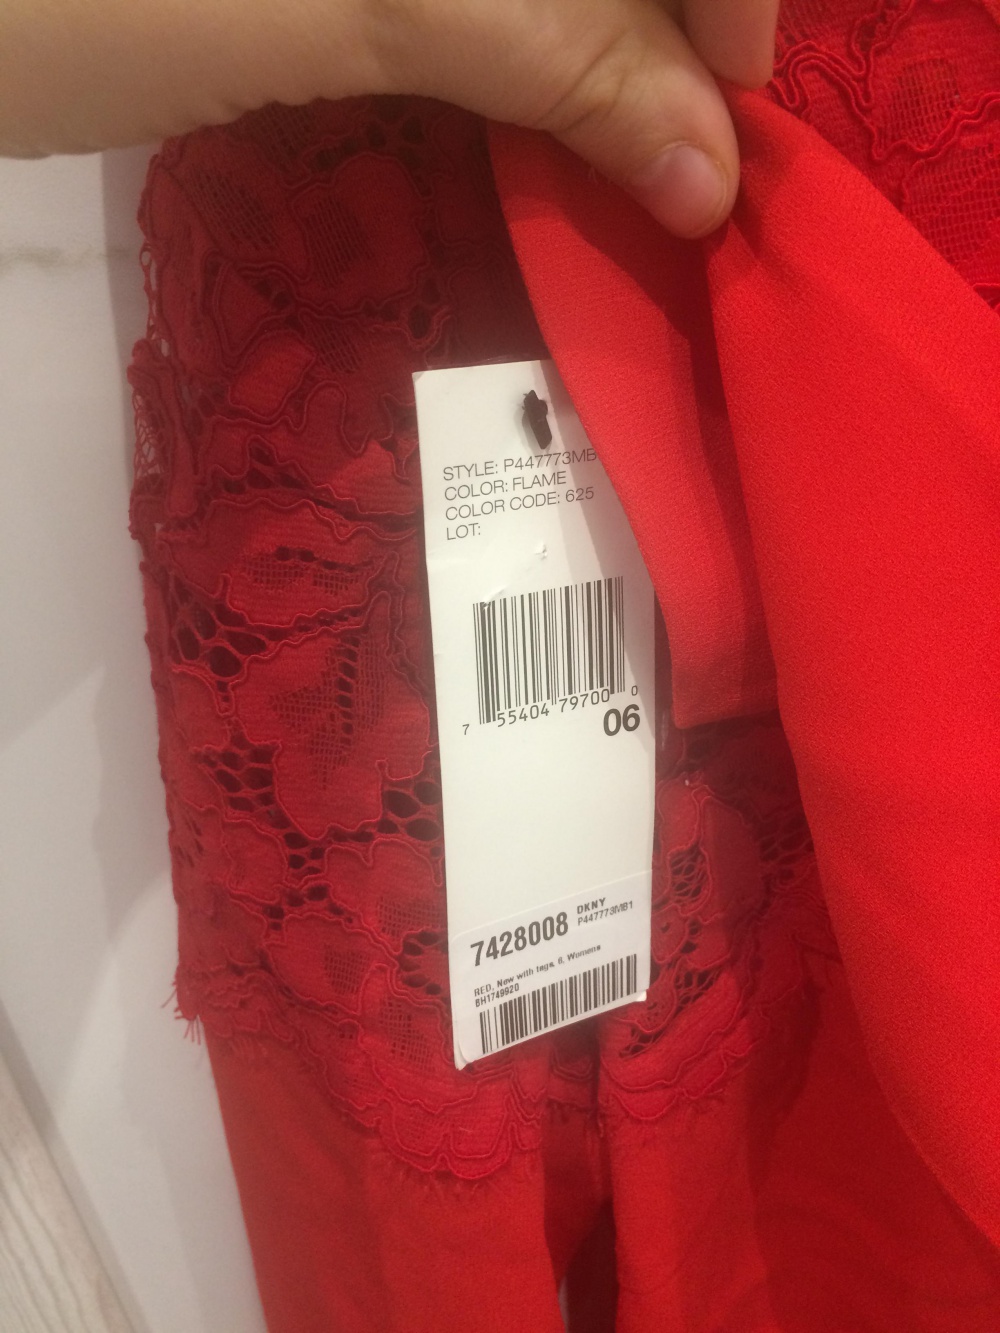 STYLE: P447773MB
COLOR: FLAME
COLOR CODE: 625
LOT:
7 55404 79700 0
06
DKNY
7428008 P447773MB1
RED, New with tags, 6, Womens
BH1749920